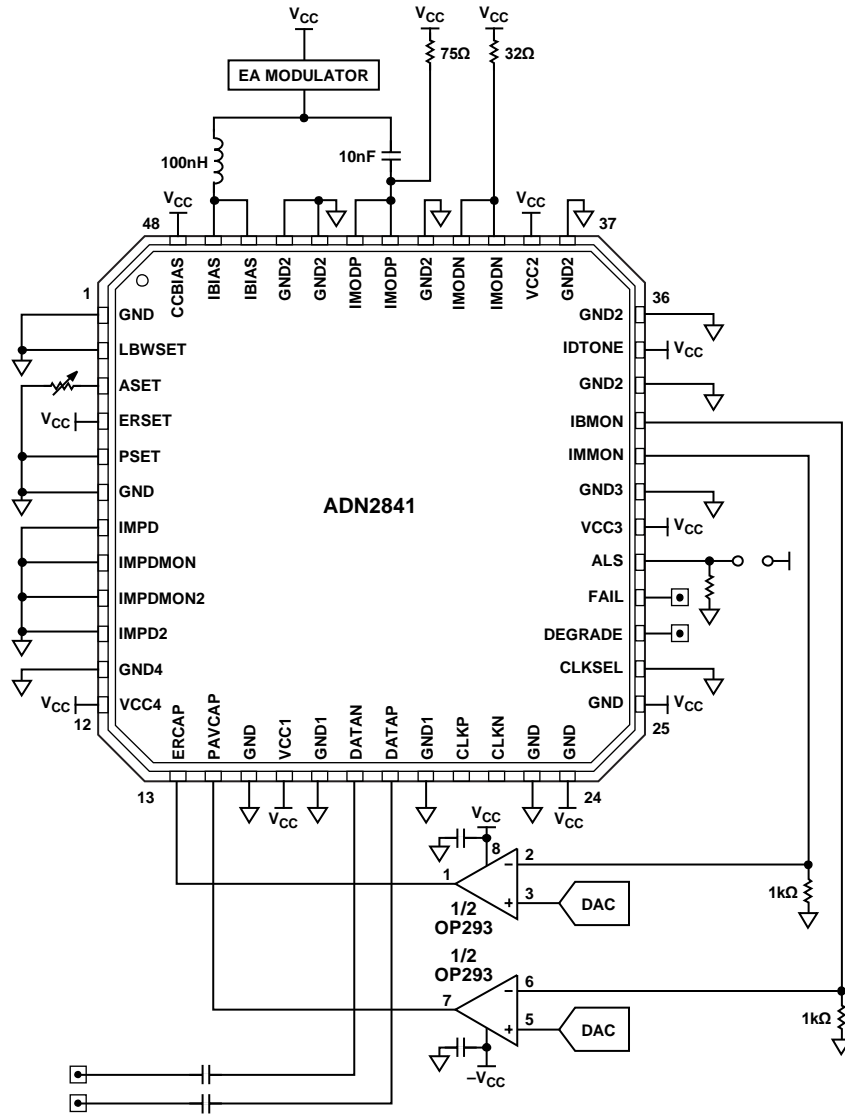 VCC
VCC
VCC
75Ω
32Ω
EA MODULATOR
100nH
10nF
VCC
VCC
48
37
CCBIAS
IBIAS
IBIAS
GND2
GND2
IMODP
IMODP
GND2
IMODN
IMODN
VCC2
GND2
1
36
GND
LBWSET
ASET
VCC
ERSET
PSET
GND
IMPD
IMPDMON
IMPDMON2
IMPD2
GND4
VCC
VCC4
12
ADN2841
GND2
IDTONE
VCC
GND2
IBMON
IMMON
GND3
VCC3
VCC
ALS
FAIL
DEGRADE
CLKSEL
GND
VCC
25
ERCAP
PAVCAP
GND
VCC1
GND1
DATAN
DATAP
GND1
CLKP
CLKN
GND
GND
13
24
VCC
VCC
VCC
8
2
1
3
DAC
1kΩ
1/2
OP293
1/2
OP293
6
7
5
DAC
1kΩ
–VCC